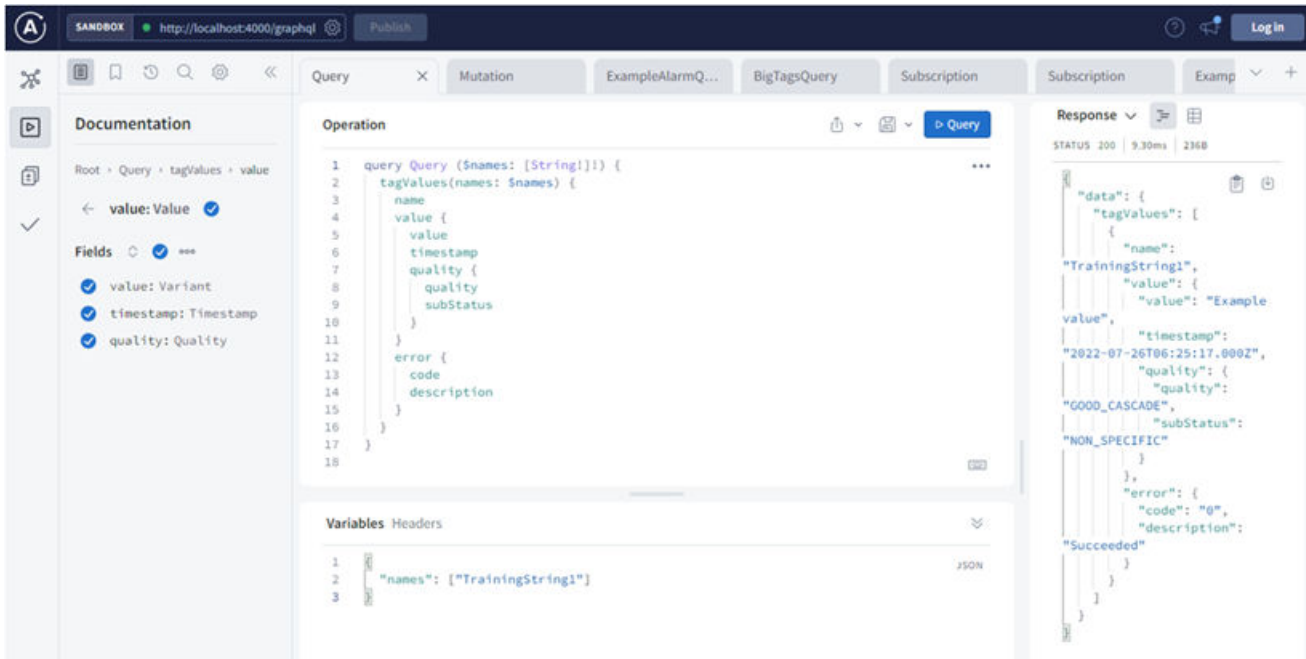 SANDBOX http://localhost:4000/graphql Publish Log in
Query Mutation ExampleAlarmQ... BigTagsQuery Subscription Subscription Examp
Documentation
Root › Query › tagValues › value
value: Value
Fields
value: Variant
timestamp: Timestamp
quality: Quality
Operation
Query
1 query Query ($names: [String!]!) {
2 tagValues(names: $names) {
3 name
4 value {
5 value
6 timestamp
7 quality {
8 quality
9 subStatus
10 }
11 }
12 error {
13 code
14 description
15 }
16 }
17 }
18
Variables Headers
JSON
1 {
2 "names": ["TrainingString1"]
3 }
Response
STATUS 200 9.30ms 236B
{
"data": {
"tagValues": [
{
"name":
"TrainingString1",
"value": {
"value": "Example
value",
"timestamp":
"2022-07-26T06:25:17.000Z",
"quality": {
"quality":
"GOOD_CASCADE",
"subStatus":
"NON_SPECIFIC"
}
},
"error": {
"code": "0",
"description":
"Succeeded"
}
}
]
}
}